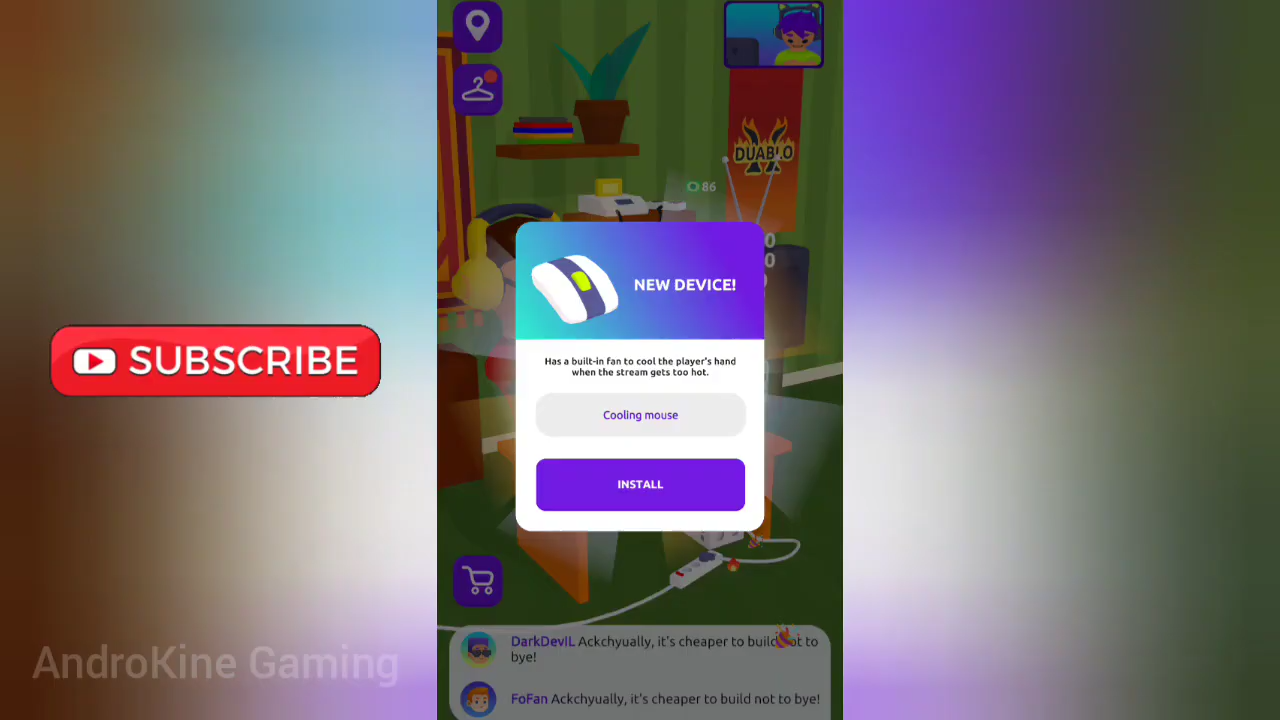 DUABLO
86
NEW DEVICE!
Has a built-in fan to cool the player's hand
when the stream gets too hot.
Cooling mouse
INSTALL
SUBSCRIBE
DarkDevIL Ackchyually, it's cheaper to build not to
bye!
FoFan Ackchyually, it's cheaper to build not to bye!
AndroKine Gaming